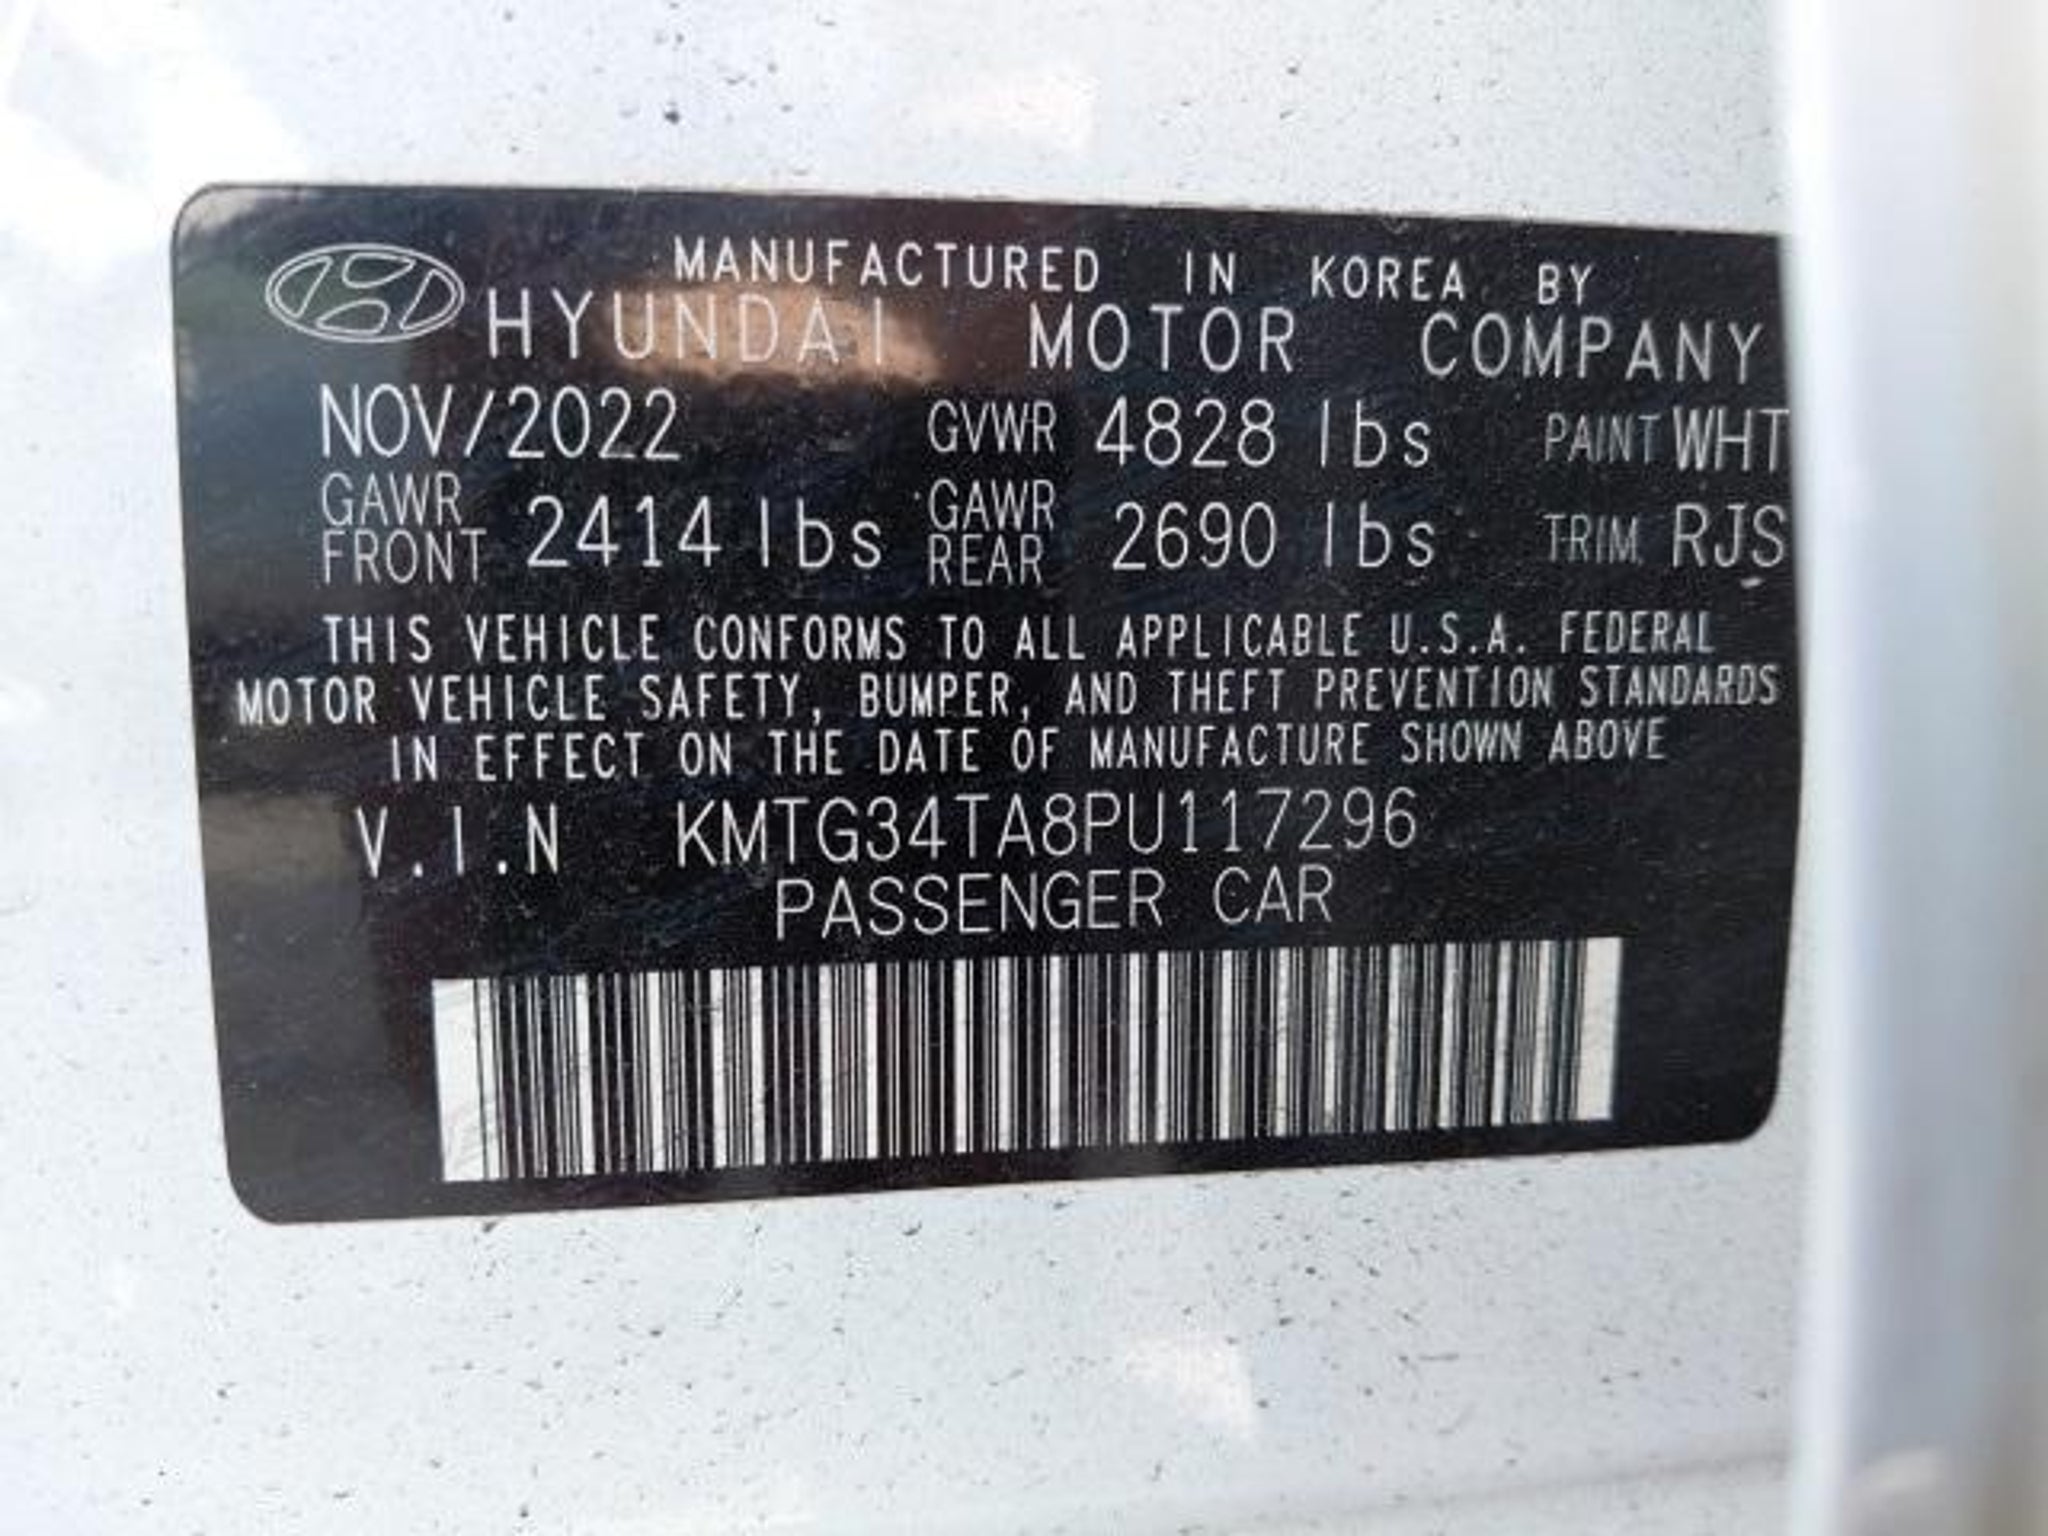 MANUFACTURED IN KOREA BY
HYUNDAI MOTOR COMPANY
NOV/2022 GVWR 4828 lbs PAINT WHT
GAWR FRONT 2414 lbs GAWR REAR 2690 lbs TRIM RJS
THIS VEHICLE CONFORMS TO ALL APPLICABLE U.S.A. FEDERAL
MOTOR VEHICLE SAFETY, BUMPER, AND THEFT PREVENTION STANDARDS
IN EFFECT ON THE DATE OF MANUFACTURE SHOWN ABOVE
V.I.N KMTG34TA8PU117296
PASSENGER CAR